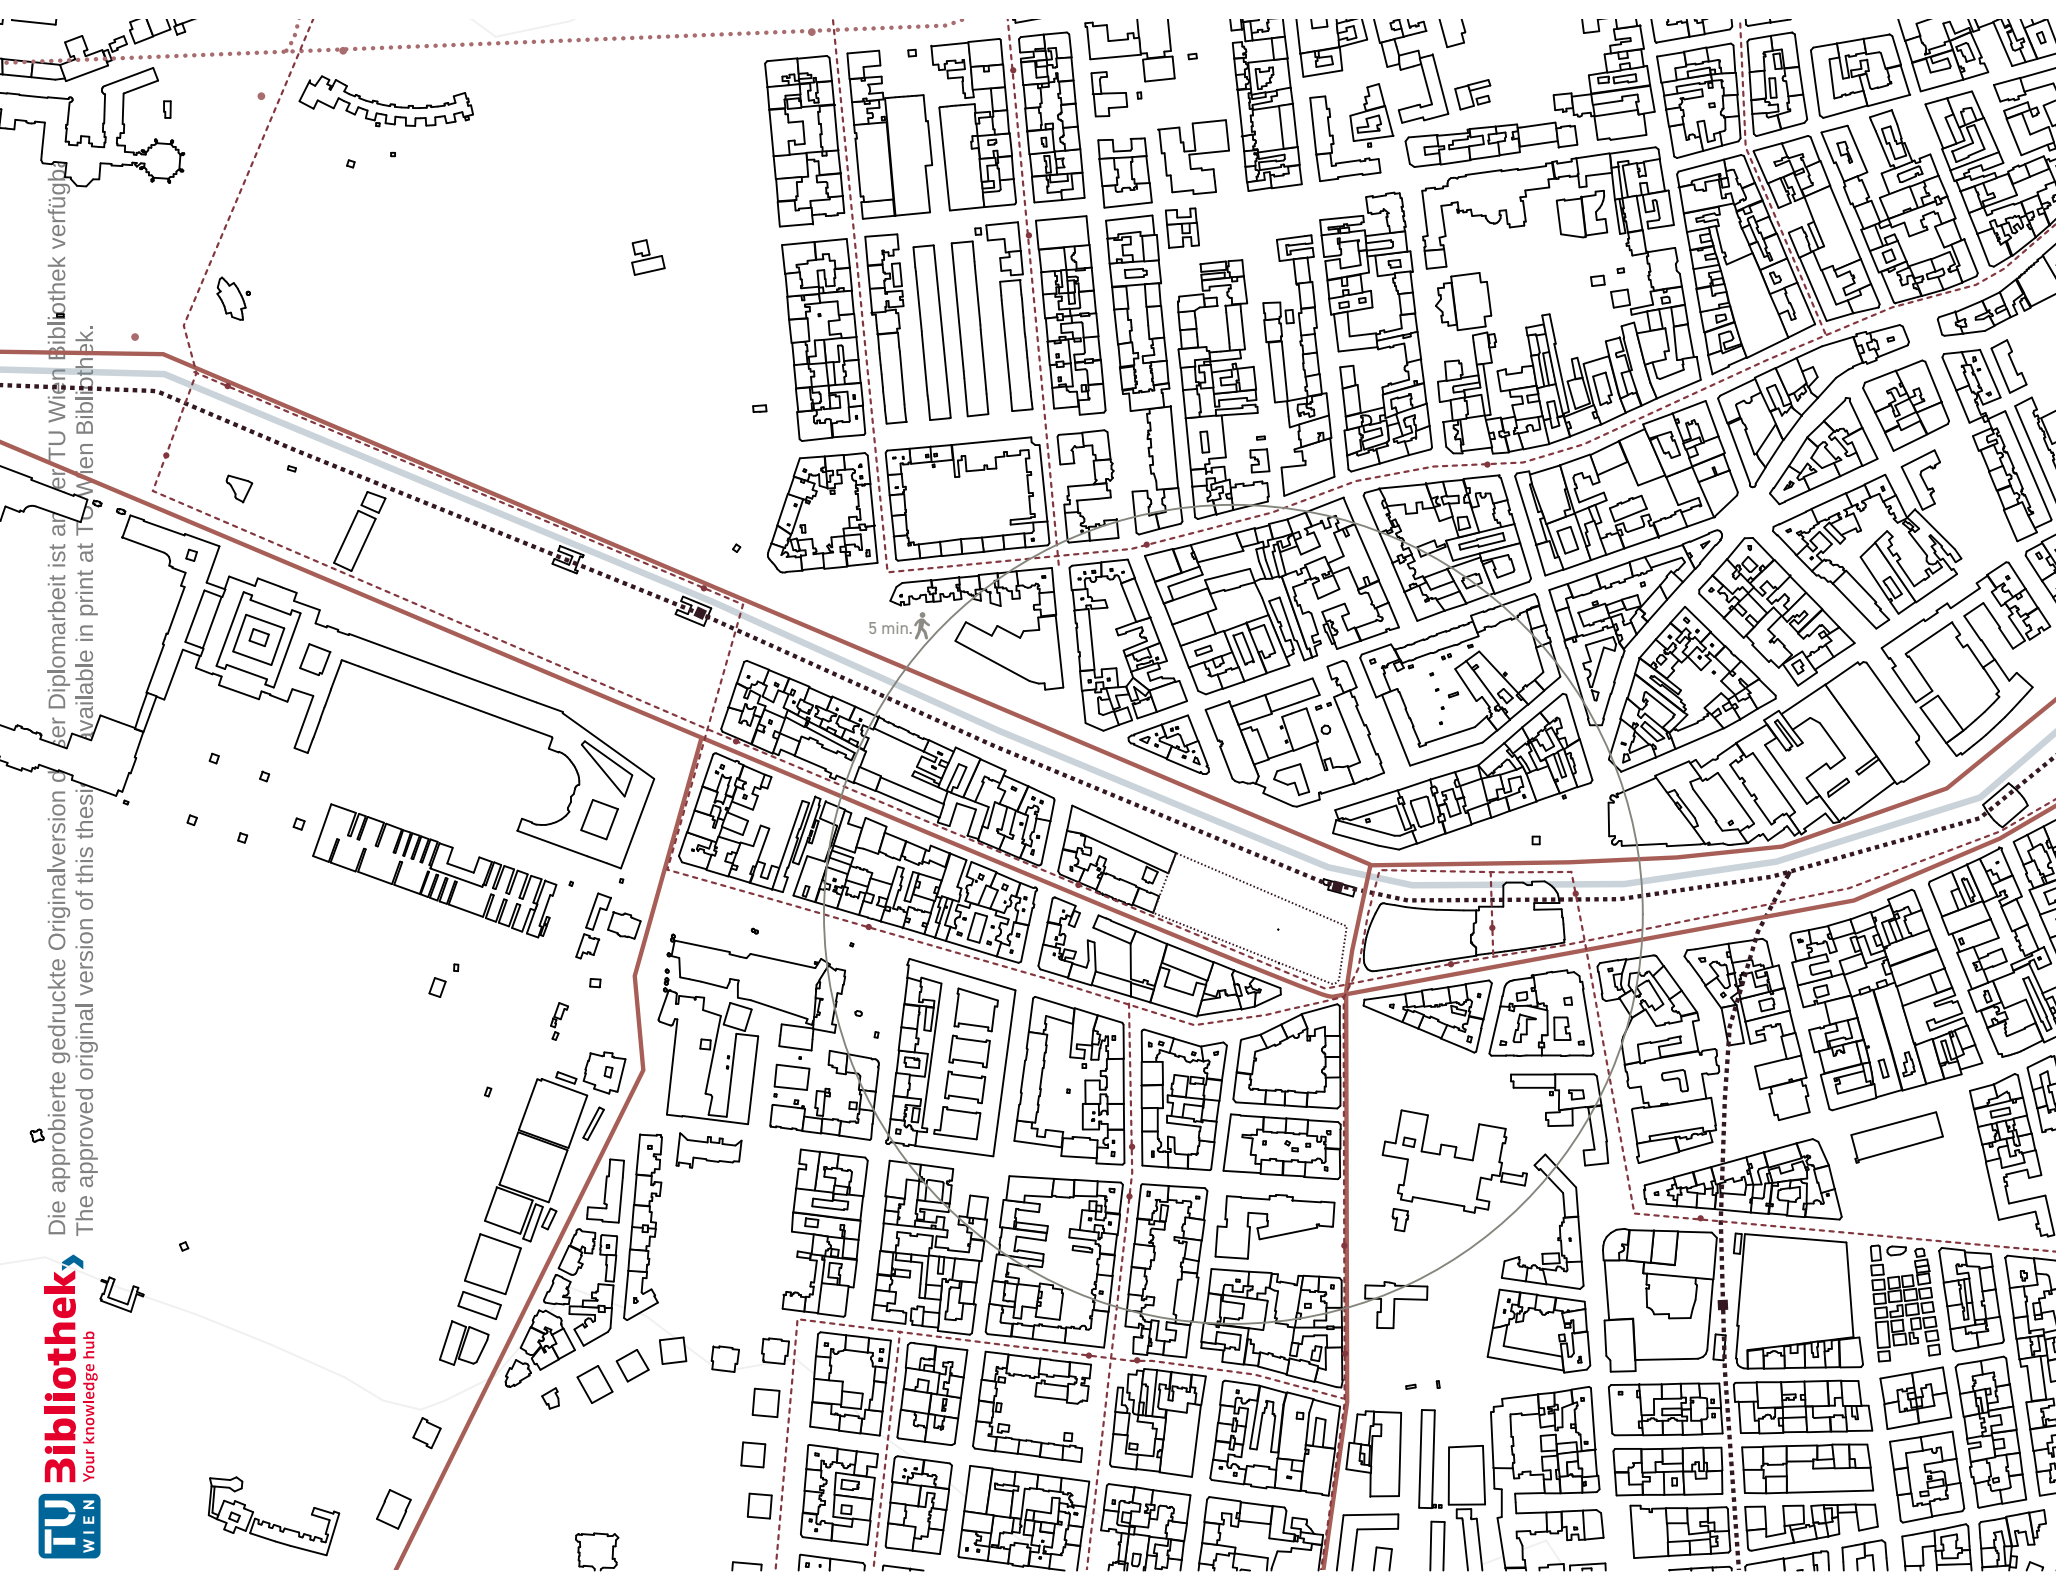 5 min.
Die approbierte gedruckte Originalversion dieser Diplomarbeit ist an der TU Wien Bibliothek verfügbar
The approved original version of this thesis is available in print at TU Wien Bibliothek.
TU WIEN
Bibliothek
Your knowledge hub